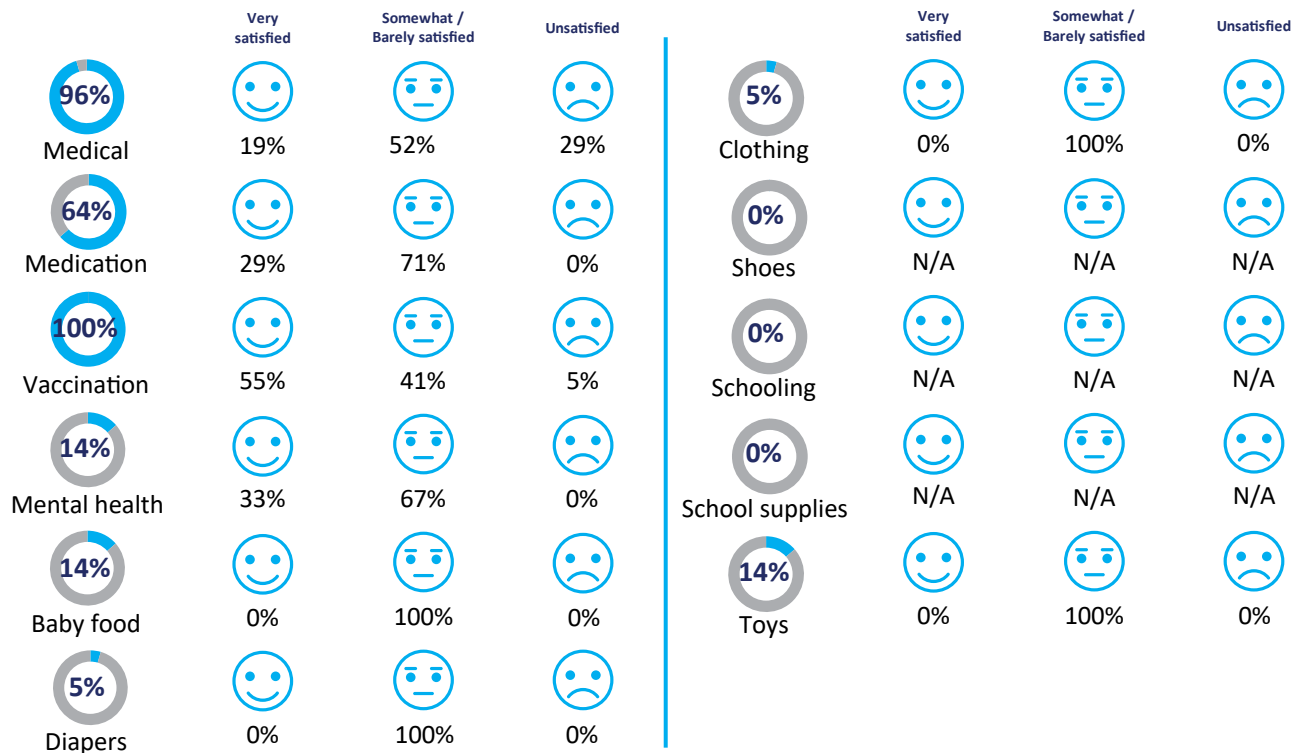 Very satisfied
Somewhat / Barely satisfied
Unsatisfied
96%
Medical
19% 52% 29%
64%
Medication
29% 71% 0%
100%
Vaccination
55% 41% 5%
14%
Mental health
33% 67% 0%
14%
Baby food
0% 100% 0%
5%
Diapers
0% 100% 0%
Very satisfied
Somewhat / Barely satisfied
Unsatisfied
5%
Clothing
0% 100% 0%
0%
Shoes
N/A N/A N/A
0%
Schooling
N/A N/A N/A
0%
School supplies
N/A N/A N/A
14%
Toys
0% 100% 0%